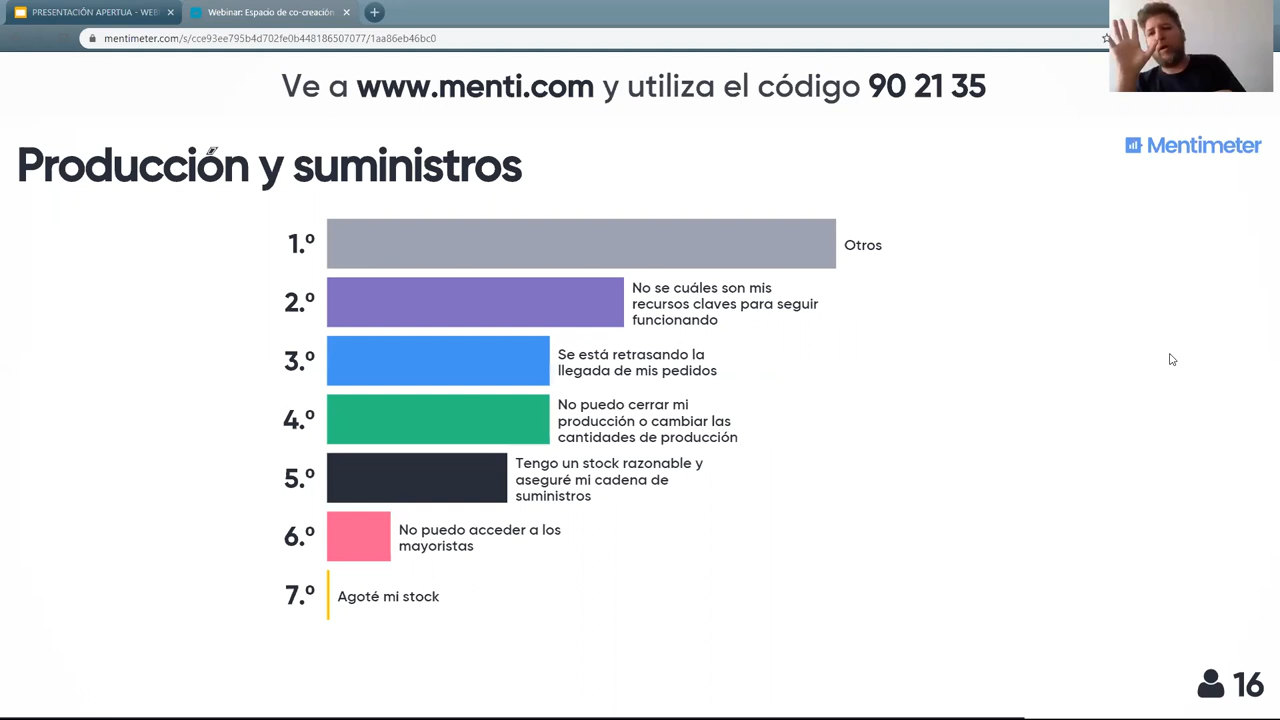 PRESENTACIÓN APERTUA - WEB
Webinar: Espacio de co-creación
mentimeter.com/s/cce93ee795b4d702fe0b448186507077/1aa86eb46bc0
Ve a www.menti.com y utiliza el código 90 21 35
Mentimeter
Producción y suministros
1.º
Otros
2.º
No se cuáles son mis
recursos claves para seguir
funcionando
3.º
Se está retrasando la
llegada de mis pedidos
4.º
No puedo cerrar mi
producción o cambiar las
cantidades de producción
5.º
Tengo un stock razonable y
aseguré mi cadena de
suministros
6.º
No puedo acceder a los
mayoristas
7.º
Agoté mi stock
16